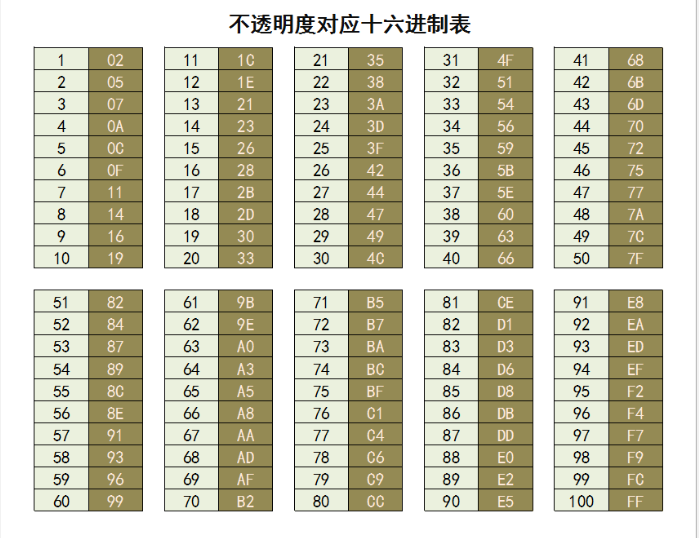 不透明度对应十六进制表
1 02 11 1C 21 35 31 4F 41 68
2 05 12 1E 22 38 32 51 42 6B
3 07 13 21 23 3A 33 54 43 6D
4 0A 14 23 24 3D 34 56 44 70
5 0C 15 26 25 3F 35 59 45 72
6 0F 16 28 26 42 36 5B 46 75
7 11 17 2B 27 44 37 5E 47 77
8 14 18 2D 28 47 38 60 48 7A
9 16 19 30 29 49 39 63 49 7C
10 19 20 33 30 4C 40 66 50 7F
51 82 61 9B 71 B5 81 CE 91 E8
52 84 62 9E 72 B7 82 D1 92 EA
53 87 63 A0 73 BA 83 D3 93 ED
54 89 64 A3 74 BC 84 D6 94 EF
55 8C 65 A5 75 BF 85 D8 95 F2
56 8E 66 A8 76 C1 86 DB 96 F4
57 91 67 AA 77 C4 87 DD 97 F7
58 93 68 AD 78 C6 88 E0 98 F9
59 96 69 AF 79 C9 89 E2 99 FC
60 99 70 B2 80 CC 90 E5 100 FF